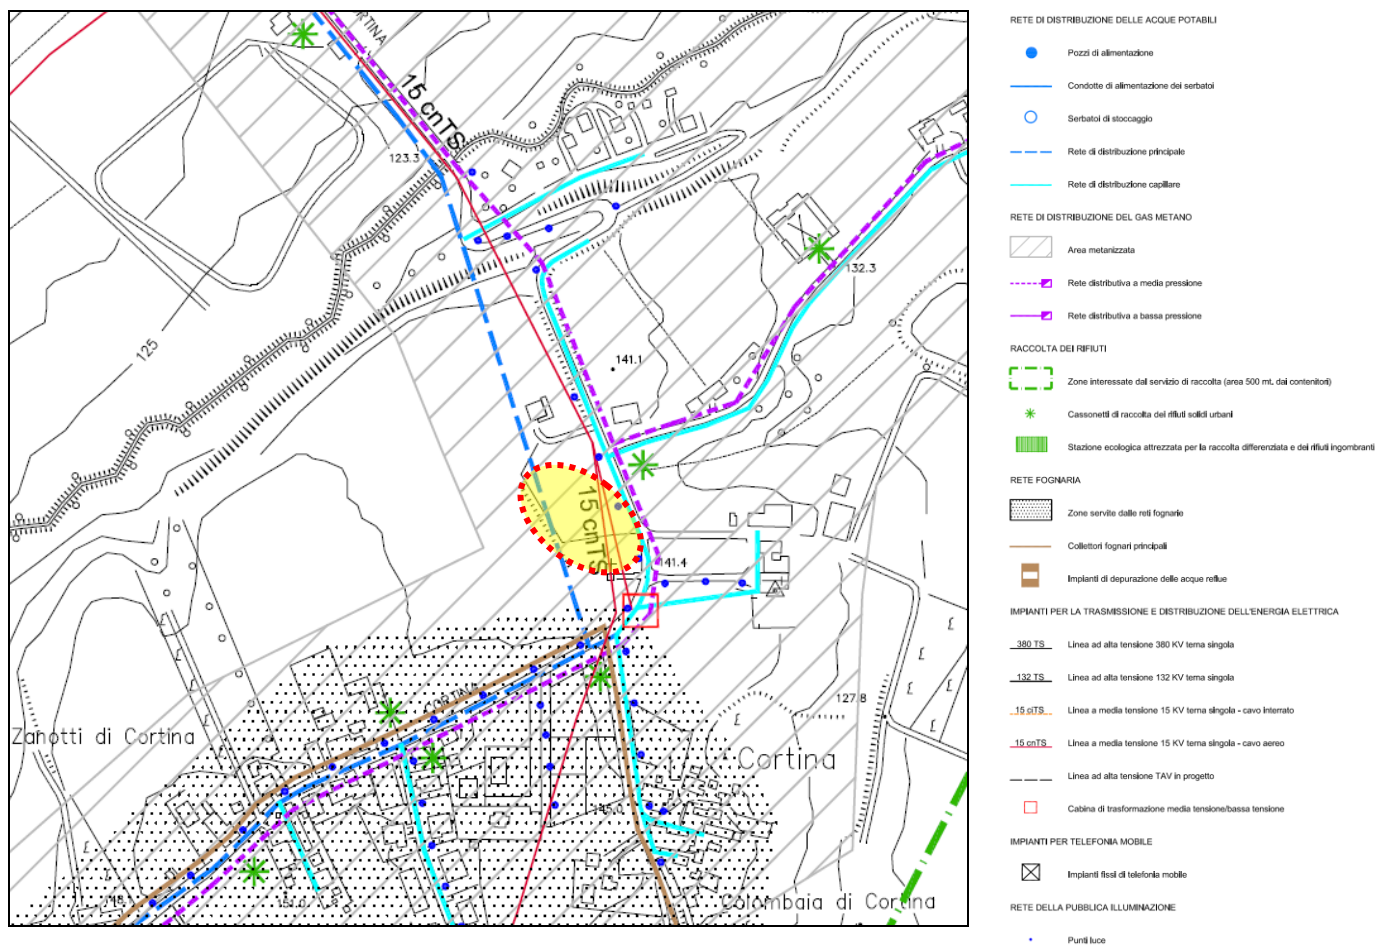 CORTINA
15 cnTS
123.3
132.3
125
141.1
15 cnTS
141.4
127.8
CORTINA
Zanotti di Cortina
Cortina
145.0
151.0
148.1
Colombaia di Cortina
£
£
£
£
£
£
£
RETE DI DISTRIBUZIONE DELLE ACQUE POTABILI
Pozzi di alimentazione
Condotte di alimentazione dei serbatoi
Serbatoi di stoccaggio
Rete di distribuzione principale
Rete di distribuzione capillare
RETE DI DISTRIBUZIONE DEL GAS METANO
Area metanizzata
Rete distributiva a media pressione
Rete distributiva a bassa pressione
RACCOLTA DEI RIFIUTI
Zone interessate dal servizio di raccolta (area 500 mt. dai contenitori)
Cassonetti di raccolta dei rifiuti solidi urbani
Stazione ecologica attrezzata per la raccolta differenziata e dei rifiuti ingombranti
RETE FOGNARIA
Zone servite dalle reti fognarie
Collettori fognari principali
Impianti di depurazione delle acque reflue
IMPIANTI PER LA TRASMISSIONE E DISTRIBUZIONE DELL'ENERGIA ELETTRICA
380 TS Linea ad alta tensione 380 KV terna singola
132 TS Linea ad alta tensione 132 KV terna singola
15 ciTS Linea a media tensione 15 KV terna singola - cavo interrato
15 cnTS Linea a media tensione 15 KV terna singola - cavo aereo
Linea ad alta tensione TAV in progetto
Cabina di trasformazione media tensione/bassa tensione
IMPIANTI PER TELEFONIA MOBILE
Impianti fissi di telefonia mobile
RETE DELLA PUBBLICA ILLUMINAZIONE
Punti luce